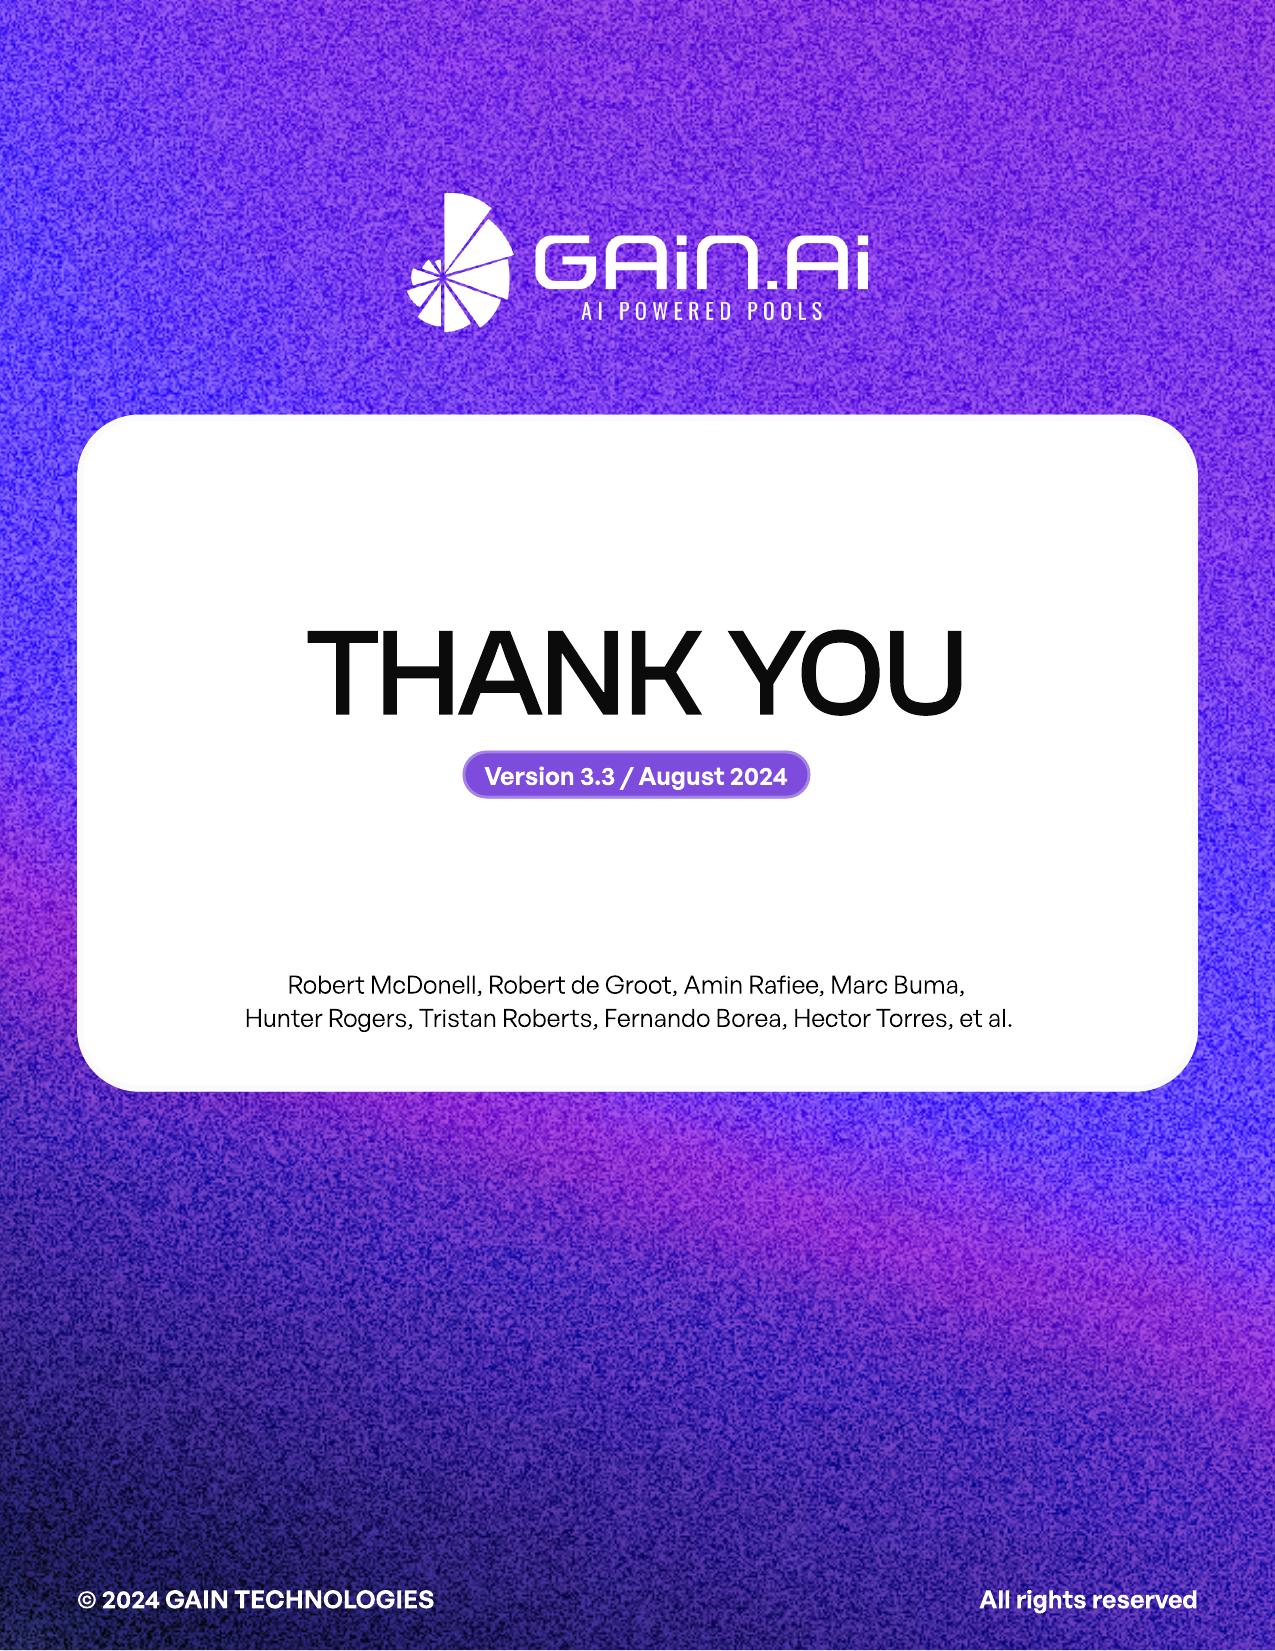 GAiN.Ai
AI POWERED POOLS
THANK YOU
Version 3.3 / August 2024
Robert McDonell, Robert de Groot, Amin Rafiee, Marc Buma,
Hunter Rogers, Tristan Roberts, Fernando Borea, Hector Torres, et al.
© 2024 GAIN TECHNOLOGIES
All rights reserved